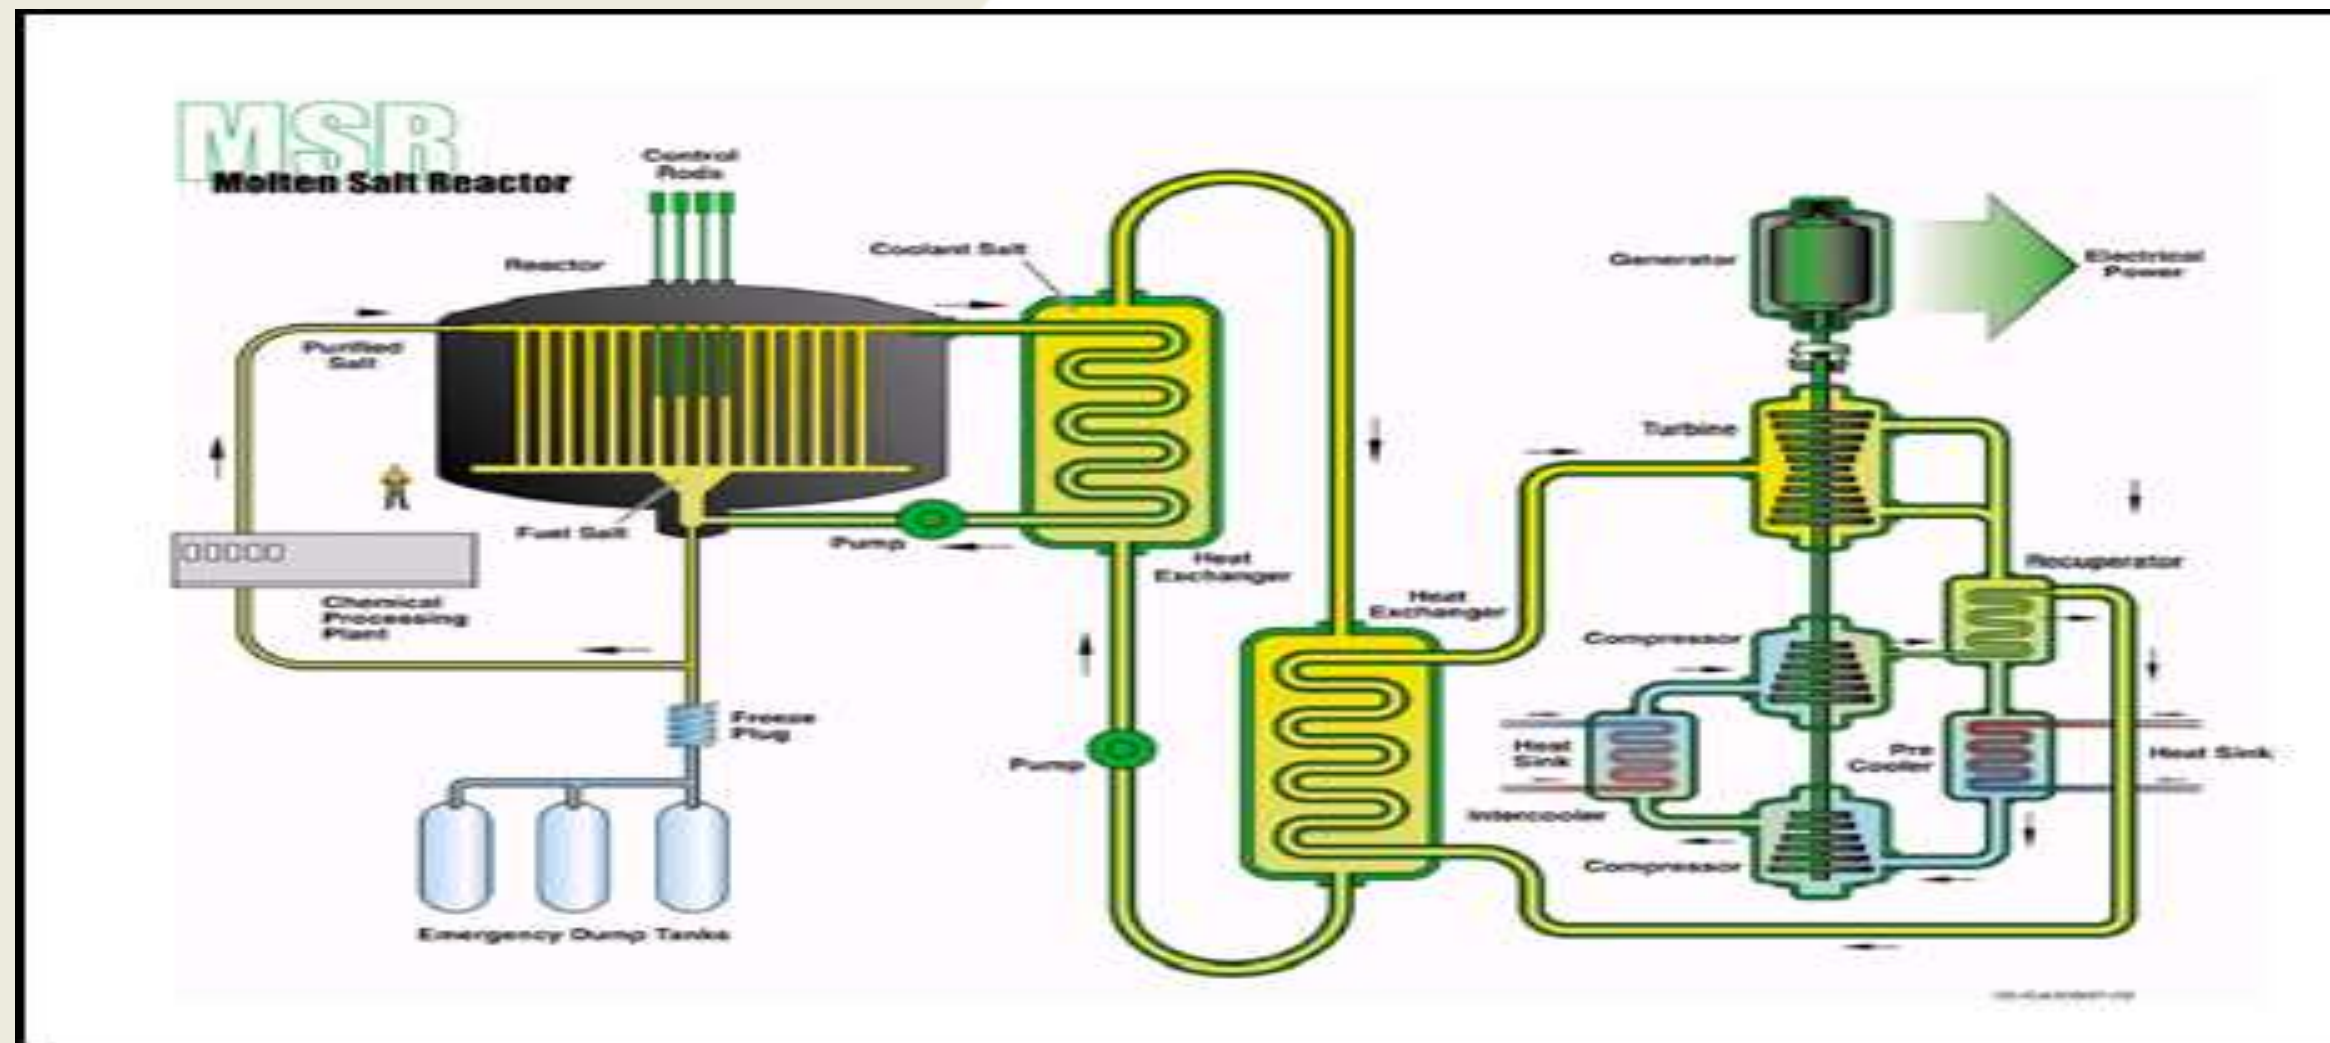 MSR
Molten Salt Reactor
Control
Rods
Reactor
Coolant Salt
Purified
Salt
Fuel Salt
Pump
Heat
Exchanger
Chemical
Processing
Plant
Freeze
Plug
Emergency Dump Tanks
Pump
Heat
Exchanger
Generator
Electrical
Power
Turbine
Recuperator
Compressor
Heat
Sink
Intercooler
Pre
Cooler
Heat Sink
Compressor